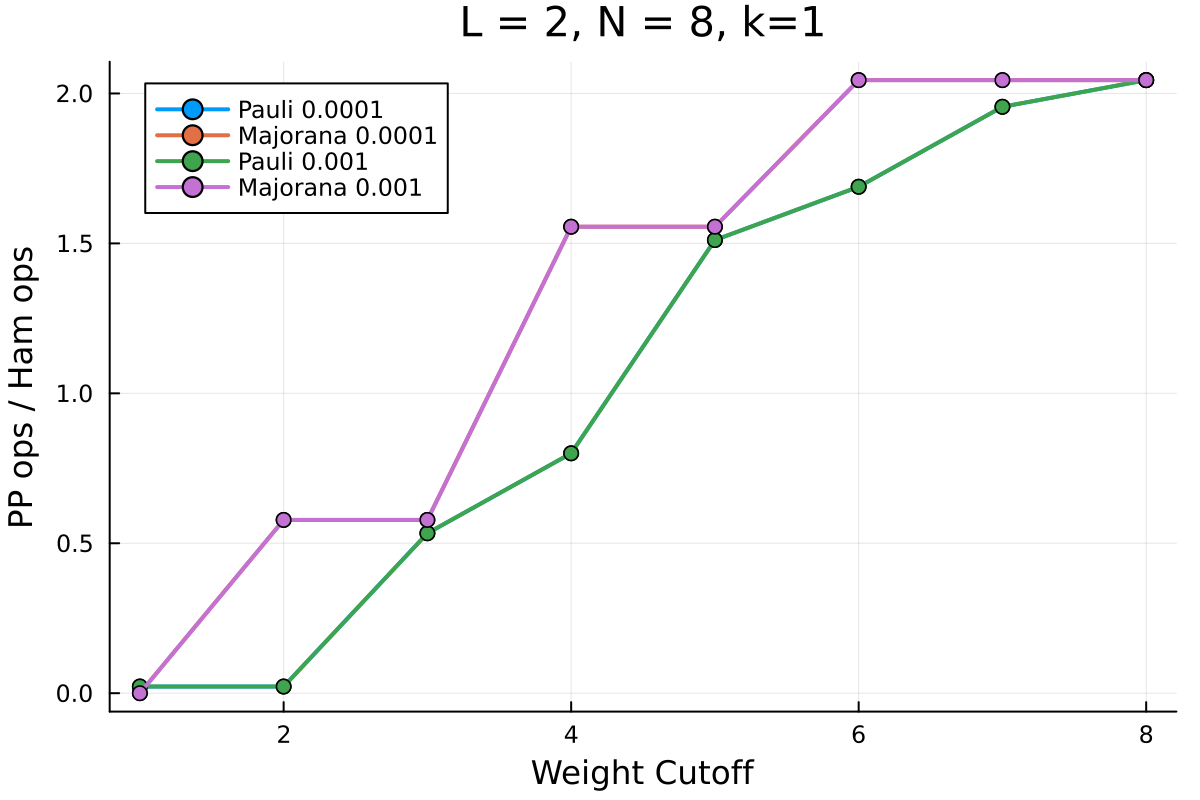 L = 2, N = 8, k=1
Pauli 0.0001
Majorana 0.0001
Pauli 0.001
Majorana 0.001
PP ops / Ham ops
2.0
1.5
1.0
0.5
0.0
2 4 6 8
Weight Cutoff